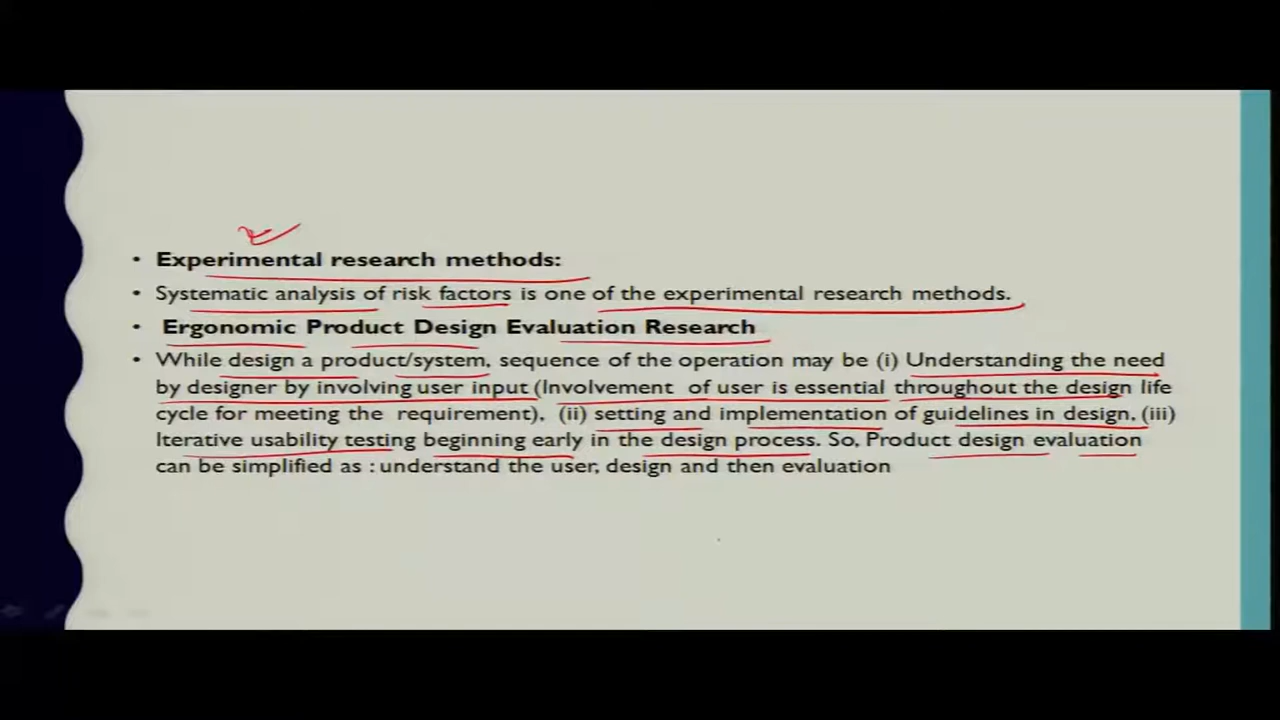 • Experimental research methods:
• Systematic analysis of risk factors is one of the experimental research methods.
• Ergonomic Product Design Evaluation Research
• While design a product/system, sequence of the operation may be (i) Understanding the need
by designer by involving user input (Involvement of user is essential throughout the design life
cycle for meeting the requirement), (ii) setting and implementation of guidelines in design, (iii)
Iterative usability testing beginning early in the design process. So, Product design evaluation
can be simplified as : understand the user, design and then evaluation